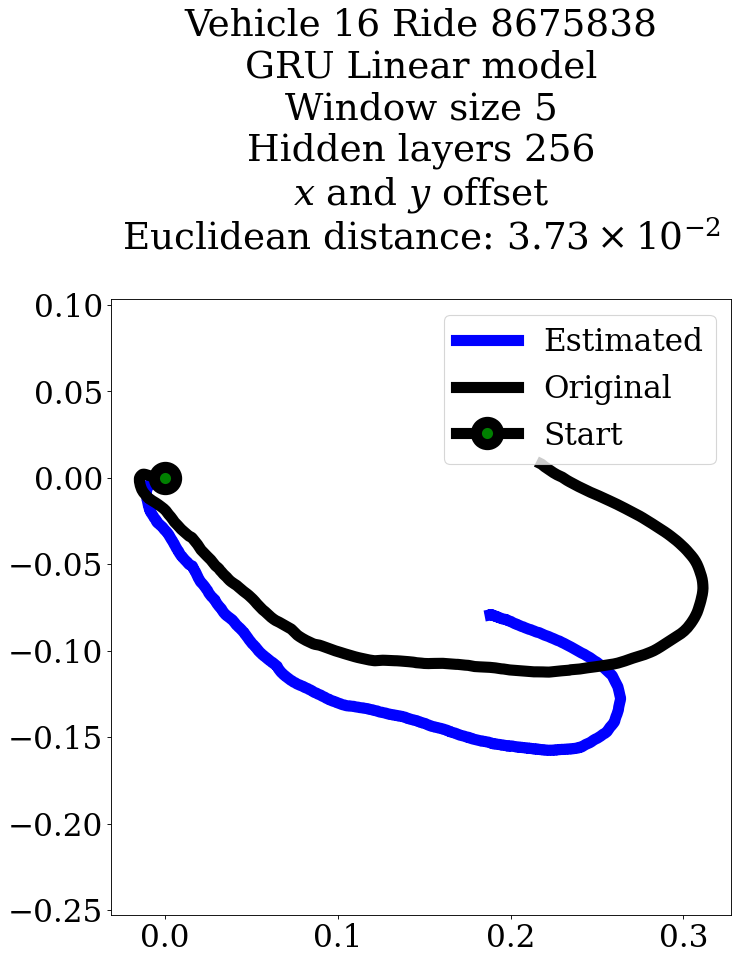 Vehicle 16 Ride 8675838
GRU Linear model
Window size 5
Hidden layers 256
x and y offset
Euclidean distance: 3.73 × 10⁻²
Estimated
Original
Start
0.10
0.05
0.00
−0.05
−0.10
−0.15
−0.20
−0.25
0.0 0.1 0.2 0.3